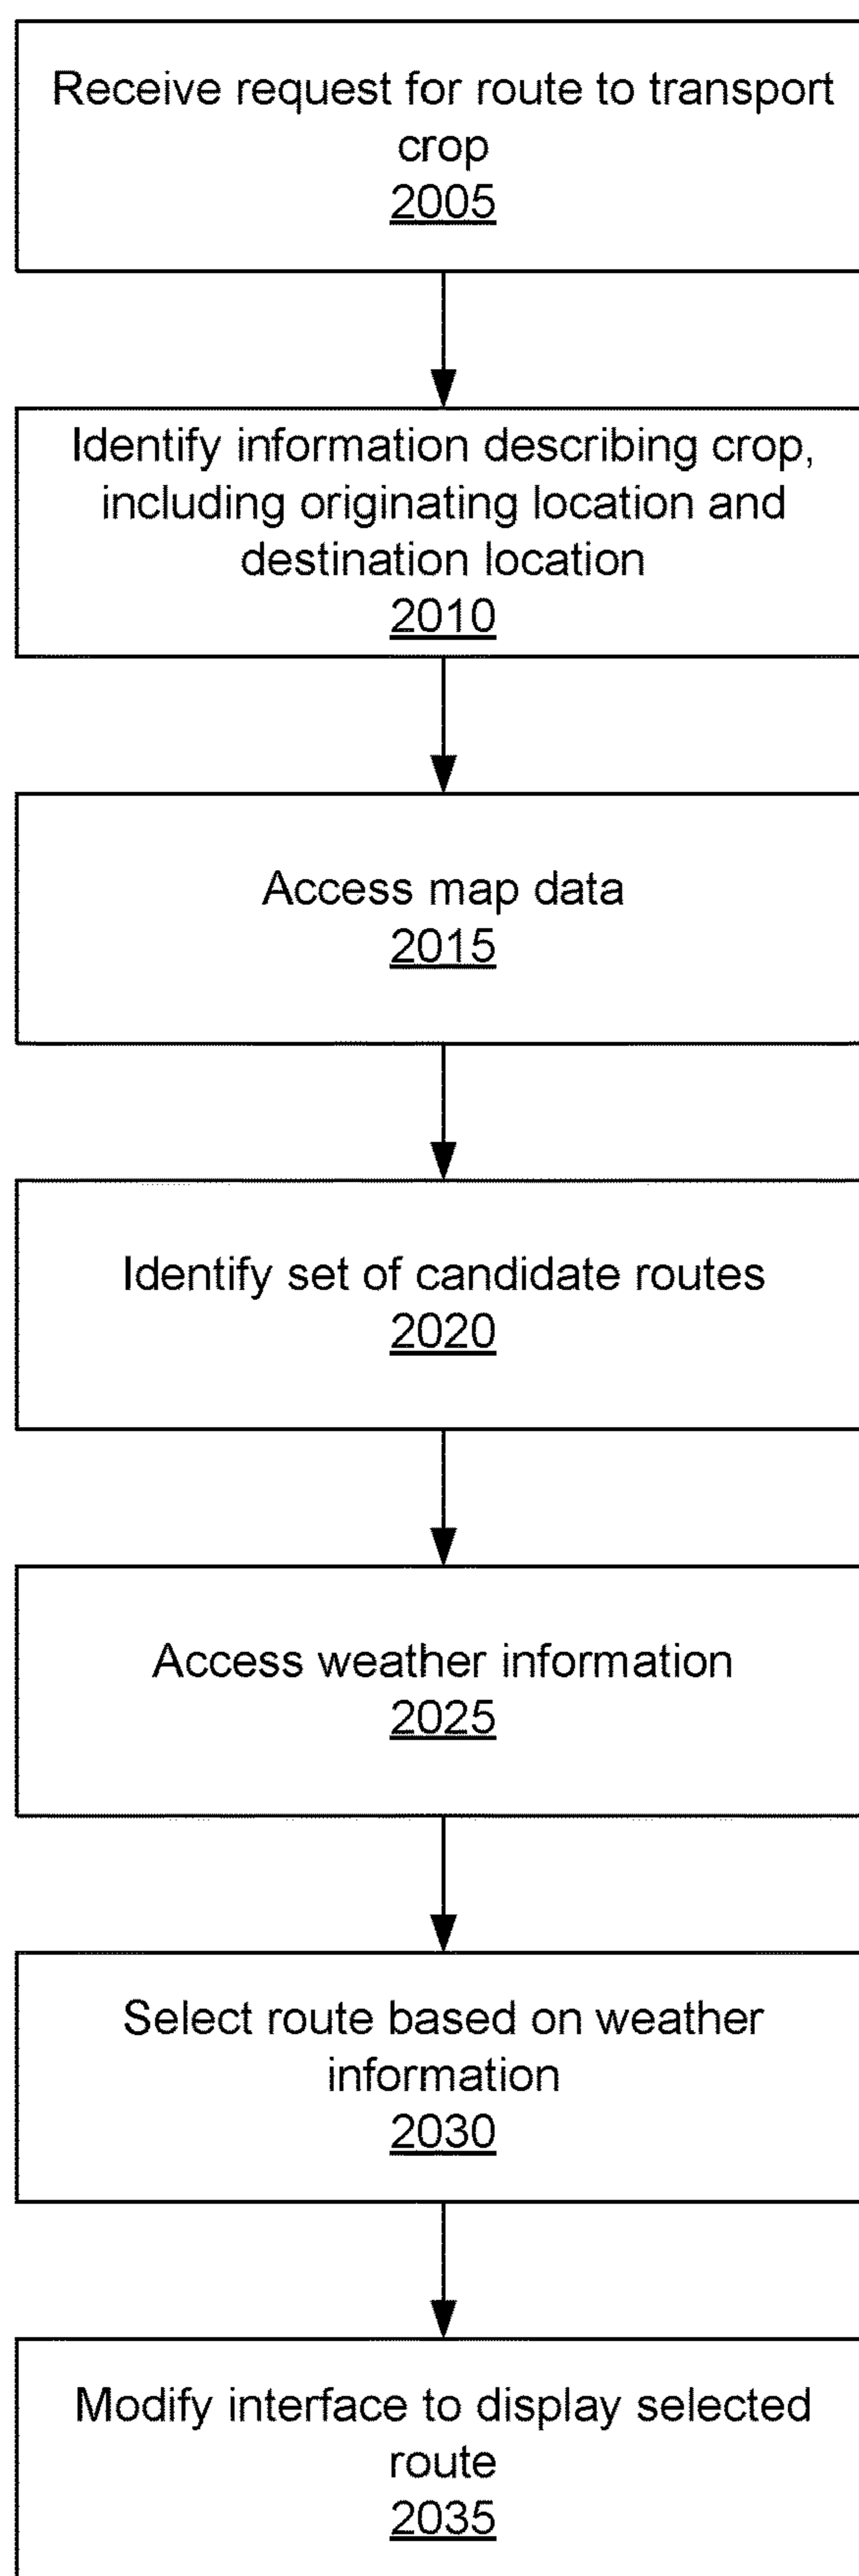 Receive request for route to transport
crop
2005
Identify information describing crop,
including originating location and
destination location
2010
Access map data
2015
Identify set of candidate routes
2020
Access weather information
2025
Select route based on weather
information
2030
Modify interface to display selected
route
2035